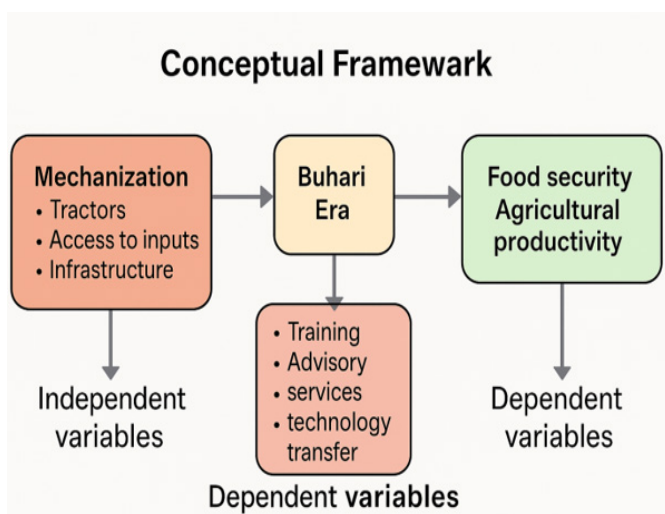 Conceptual Framewark
Mechanization
• Tractors
• Access to inputs
• Infrastructure
Buhari
Era
Food security
Agricultural
productivity
• Training
• Advisory
• services
• technology
transfer
Independent
variables
Dependent variables
Dependent
variables